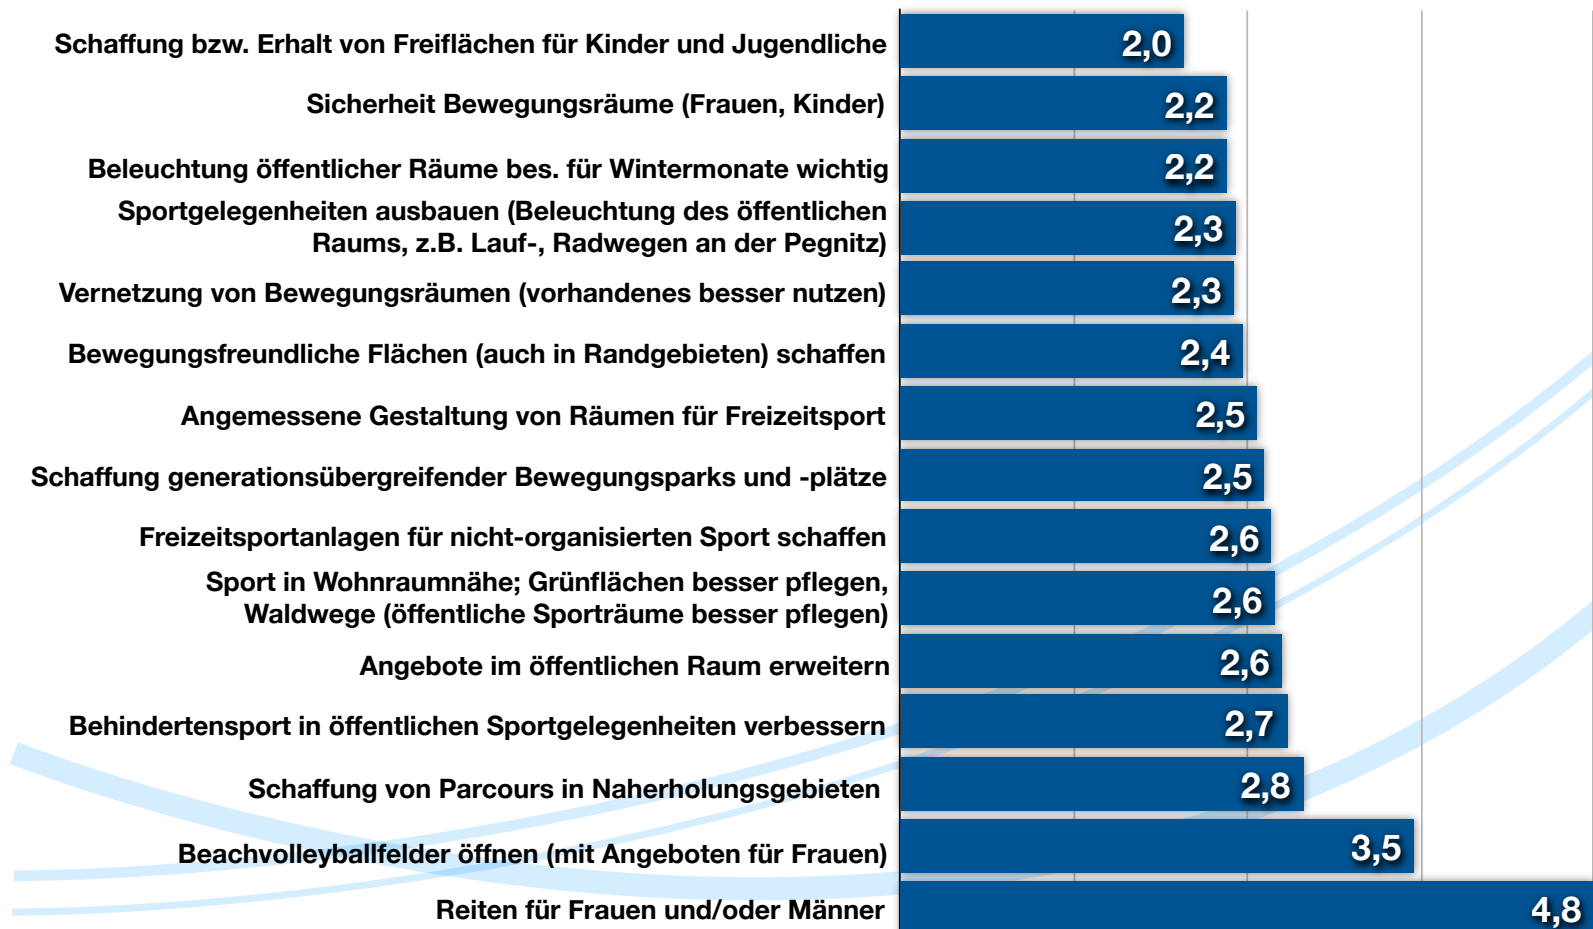 Schaffung bzw. Erhalt von Freiflächen für Kinder und Jugendliche
2,0
Sicherheit Bewegungsräume (Frauen, Kinder)
2,2
Beleuchtung öffentlicher Räume bes. für Wintermonate wichtig
2,2
Sportgelegenheiten ausbauen (Beleuchtung des öffentlichen
Raums, z.B. Lauf-, Radwegen an der Pegnitz)
2,3
Vernetzung von Bewegungsräumen (vorhandenes besser nutzen)
2,3
Bewegungsfreundliche Flächen (auch in Randgebieten) schaffen
2,4
Angemessene Gestaltung von Räumen für Freizeitsport
2,5
Schaffung generationsübergreifender Bewegungsparks und -plätze
2,5
Freizeitsportanlagen für nicht-organisierten Sport schaffen
2,6
Sport in Wohnraumnähe; Grünflächen besser pflegen,
Waldwege (öffentliche Sporträume besser pflegen)
2,6
Angebote im öffentlichen Raum erweitern
2,6
Behindertensport in öffentlichen Sportgelegenheiten verbessern
2,7
Schaffung von Parcours in Naherholungsgebieten
2,8
Beachvolleyballfelder öffnen (mit Angeboten für Frauen)
3,5
Reiten für Frauen und/oder Männer
4,8